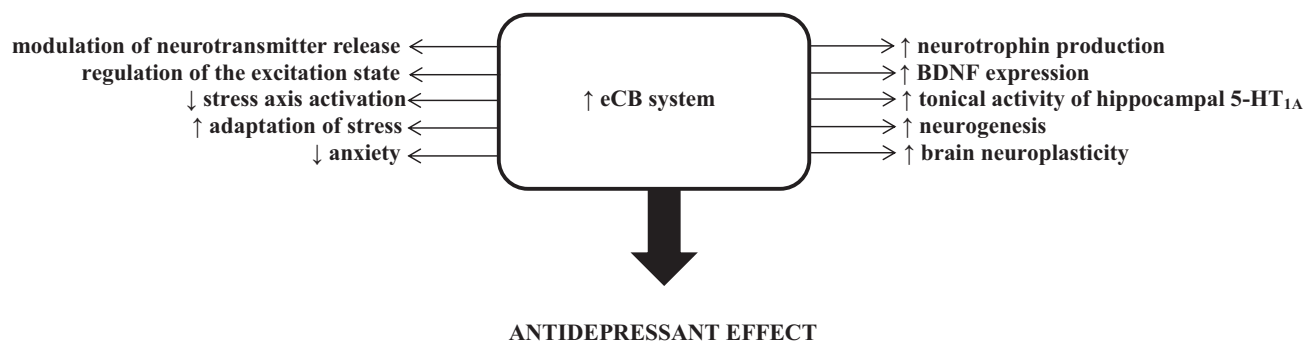 modulation of neurotransmitter release
regulation of the excitation state
↓ stress axis activation
↑ adaptation of stress
↓ anxiety
↑ eCB system
↑ neurotrophin production
↑ BDNF expression
↑ tonical activity of hippocampal 5-HT1A
↑ neurogenesis
↑ brain neuroplasticity
ANTIDEPRESSANT EFFECT